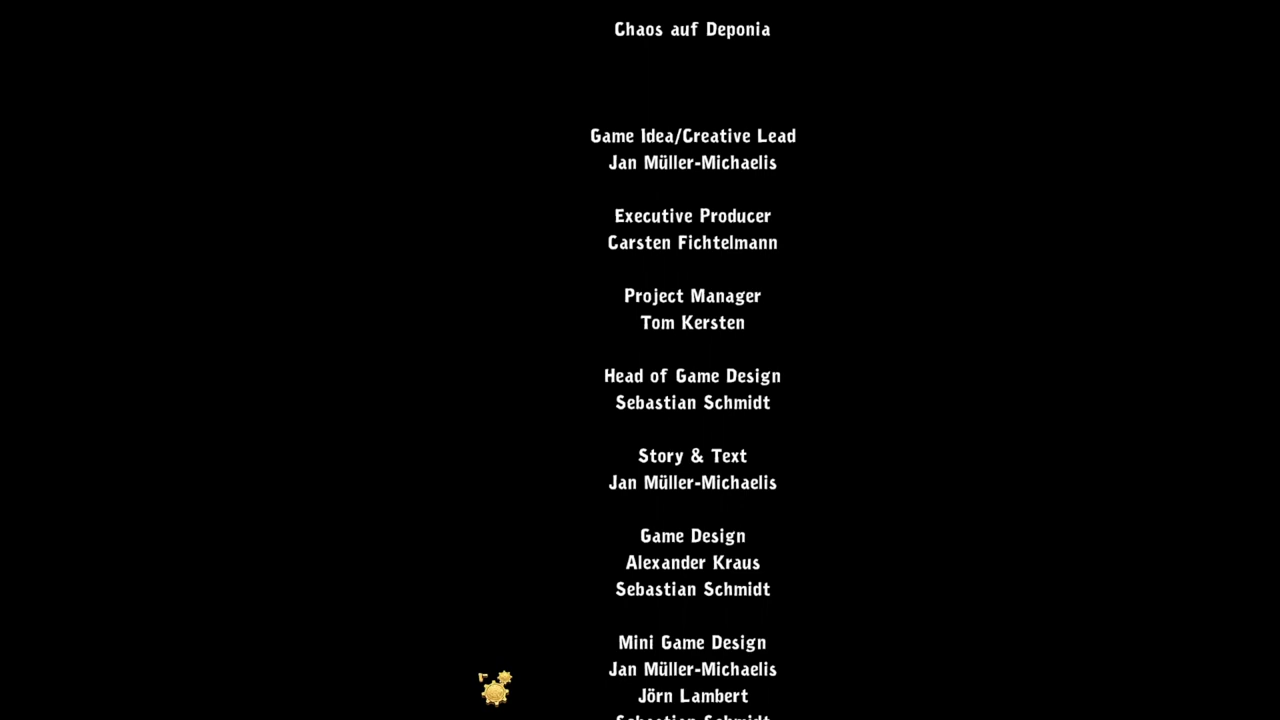 Chaos auf Deponia
Game Idea/Creative Lead
Jan Müller-Michaelis
Executive Producer
Carsten Fichtelmann
Project Manager
Tom Kersten
Head of Game Design
Sebastian Schmidt
Story & Text
Jan Müller-Michaelis
Game Design
Alexander Kraus
Sebastian Schmidt
Mini Game Design
Jan Müller-Michaelis
Jörn Lambert
Sebastian Schmidt